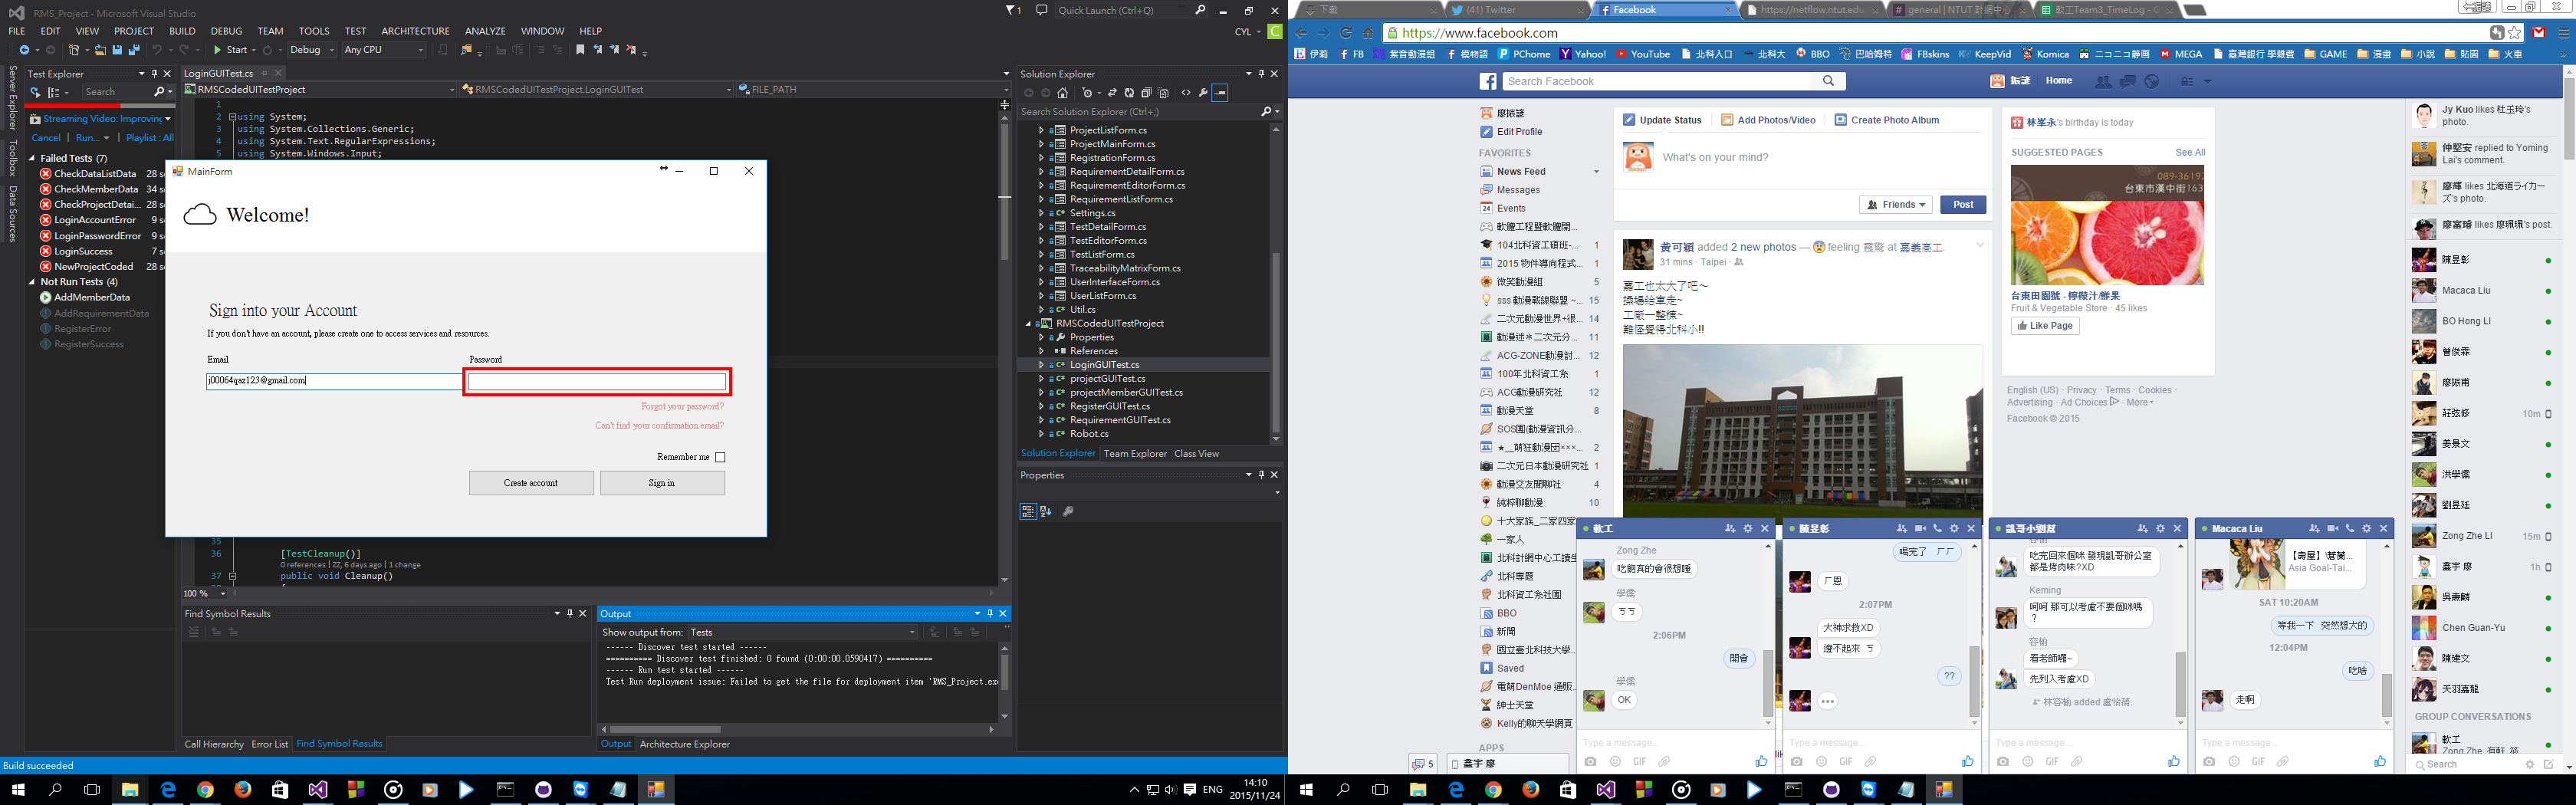 RMS_Project - Microsoft Visual Studio
1
Quick Launch (Ctrl+Q)
FILE EDIT VIEW PROJECT BUILD DEBUG TEAM TOOLS TEST ARCHITECTURE ANALYZE WINDOW HELP
CYL
C
Start Debug Any CPU
Server Explorer
Toolbox
Data Sources
Test Explorer
Search
Streaming Video: Improving
Cancel Run... Playlist : All
Failed Tests (7)
CheckDataListData 28 s
CheckMemberData 34 s
CheckProjectDetai... 28 s
LoginAccountError 9 s
LoginPasswordError 9 s
LoginSuccess 7 s
NewProjectCoded 28 s
Not Run Tests (4)
AddMemberData
AddRequirementData
RegisterError
RegisterSuccess
LoginGUITest.cs
RMSCodedUITestProject
RMSCodedUITestProject.LoginGUITest
FILE_PATH
1
2 using System;
3 using System.Collections.Generic;
4 using System.Text.RegularExpressions;
5 using System.Windows.Input;
MainForm
Welcome!
Sign into your Account
If you don't have an account, please create one to access services and resources.
Email
Password
j00064qaz123@gmail.com
Forgot your password?
Can't find your confirmation email?
Remember me
Create account
Sign in
35
36 [TestCleanup()]
0 references | ZZ, 6 days ago | 1 change
37 public void Cleanup()
100 %
Find Symbol Results
Call Hierarchy Error List Find Symbol Results
Output
Show output from: Tests
------ Discover test started ------
========== Discover test finished: 0 found (0:00:00.0590417) ==========
------ Run test started ------
Test Run deployment issue: Failed to get the file for deployment item 'RMS_Project.exe
Output Architecture Explorer
Solution Explorer
Search Solution Explorer (Ctrl+;)
ProjectListForm.cs
ProjectMainForm.cs
RegistrationForm.cs
RequirementDetailForm.cs
RequirementEditorForm.cs
RequirementListForm.cs
Settings.cs
TestDetailForm.cs
TestEditorForm.cs
TestListForm.cs
TraceabilityMatrixForm.cs
UserInterfaceForm.cs
UserListForm.cs
Util.cs
RMSCodedUITestProject
Properties
References
LoginGUITest.cs
projectGUITest.cs
projectMemberGUITest.cs
RegisterGUITest.cs
RequirementGUITest.cs
Robot.cs
Solution Explorer Team Explorer Class View
Properties
Build succeeded
ENG
14:10
2015/11/24
下載
(41) Twitter
Facebook
https://netflow.ntut.edu
general | NTUT 計網中心
軟工Team3_TimeLog - G
https://www.facebook.com
伊莉 FB 紫音動漫組 模物語 PChome Yahoo! YouTube 北科入口 北科大 BBO 巴哈姆特 FBskins KeepVid Komica ニコニコ静画 MEGA 臺灣銀行 學雜費 GAME 漫畫 小說 貼圖 火車
Search Facebook
振諺
Home
廖振諺
Edit Profile
FAVORITES
News Feed
Messages
Events
24
軟體工程暨軟體開...
104北科資工碩班-... 1
2015 物件導向程式... 1
微笑動漫組 5
sss 動漫戰線聯盟 ~... 15
二次元動漫世界+很... 14
動漫迷＊二次元分... 11
ACG-ZONE動漫討... 12
100年北科資工系 1
ACG動漫研究社 12
動漫天堂 8
SOS團(動漫資訊分...
★﹎萌狂動漫団×××... 2
二次元日本動漫研究社 1
動漫交友閒聊社 4
純粹聊動漫 10
十大家族_二家四家
一家人
北科計網中心工讀生
北科專題
北科資工系社團
BBO
新聞
國立臺北科技大學...
Saved
電萌DenMoe 通販...
紳士天堂
Kelly的聊天學網頁
APPS
Update Status Add Photos/Video Create Photo Album
What's on your mind?
Friends
Post
黃可穎 added 2 new photos — feeling 震驚 at 嘉義高工.
31 mins · Taipei ·
嘉工也太大了吧～
操場給車走~
工廠一整棟~
難怪覺得北科小!!
林峯永's birthday is today
SUGGESTED PAGES See All
089-36192
台東市漢中街163
台東田園號 - 檸檬汁/鮮果
Fruit & Vegetable Store · 45 likes
Like Page
English (US) · Privacy · Terms · Cookies ·
Advertising · Ad Choices · More
Facebook © 2015
Jy Kuo likes 杜玉玲's
photo.
仲堅安 replied to Yoming
Lai's comment.
廖輝 likes 北海道ライカー
ズ's photo.
廖富璿 likes 廖珮珮's post.
陳昱彰
Macaca Liu
BO Hong LI
曾俊霖
廖振甫
莊弦修 10m
姜景文
洪學儒
劉昱廷
Zong Zhe LI 15m
鑫宇 廖 1h
吳勇麟
Chen Guan-Yu
陳建文
天羽嘉龍
GROUP CONVERSATIONS
軟工
Search
軟工
Zong Zhe
吃飽真的會很想睡
學儒
ㄎㄎ
2:06PM
開會
學儒
OK
Type a message...
GIF
陳昱彰
喝完了 ㄏㄏ
ㄏ恩
2:07PM
大神求救XD
燈不起來 ㄎ
??
Type a message...
GIF
凱哥小劉幫
吃完回來個咪 發現凱哥辦公室
都是烤肉味?XD
Keming
呵呵 那可以考慮不要個咪嗎
?
容榆
看老師囉~
先列入考慮XD
林容榆 added 盧怡蒨.
Type a message...
GIF
Macaca Liu
Asia Goal-Tai...
SAT 10:20AM
等我一下 突然想大的
12:04PM
吃啥
走啊
Type a message...
GIF
5
鑫宇 廖